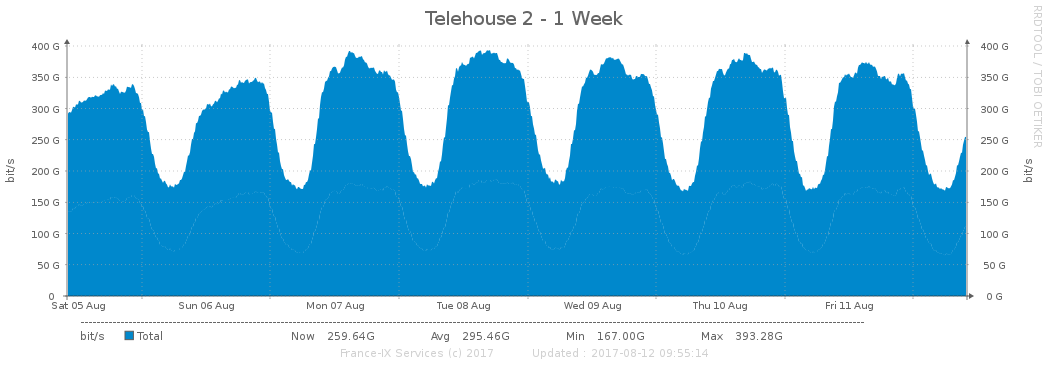 Telehouse 2 - 1 Week
RRDTOOL / TOBI OETIKER
400 G 400 G
350 G 350 G
300 G 300 G
250 G 250 G
200 G 200 G
150 G 150 G
100 G 100 G
50 G 50 G
0 0 G
bit/s bit/s
Sat 05 Aug Sun 06 Aug Mon 07 Aug Tue 08 Aug Wed 09 Aug Thu 10 Aug Fri 11 Aug
bit/s Total Now 259.64G Avg 295.46G Min 167.00G Max 393.28G
France-IX Services (c) 2017 Updated : 2017-08-12 09:55:14